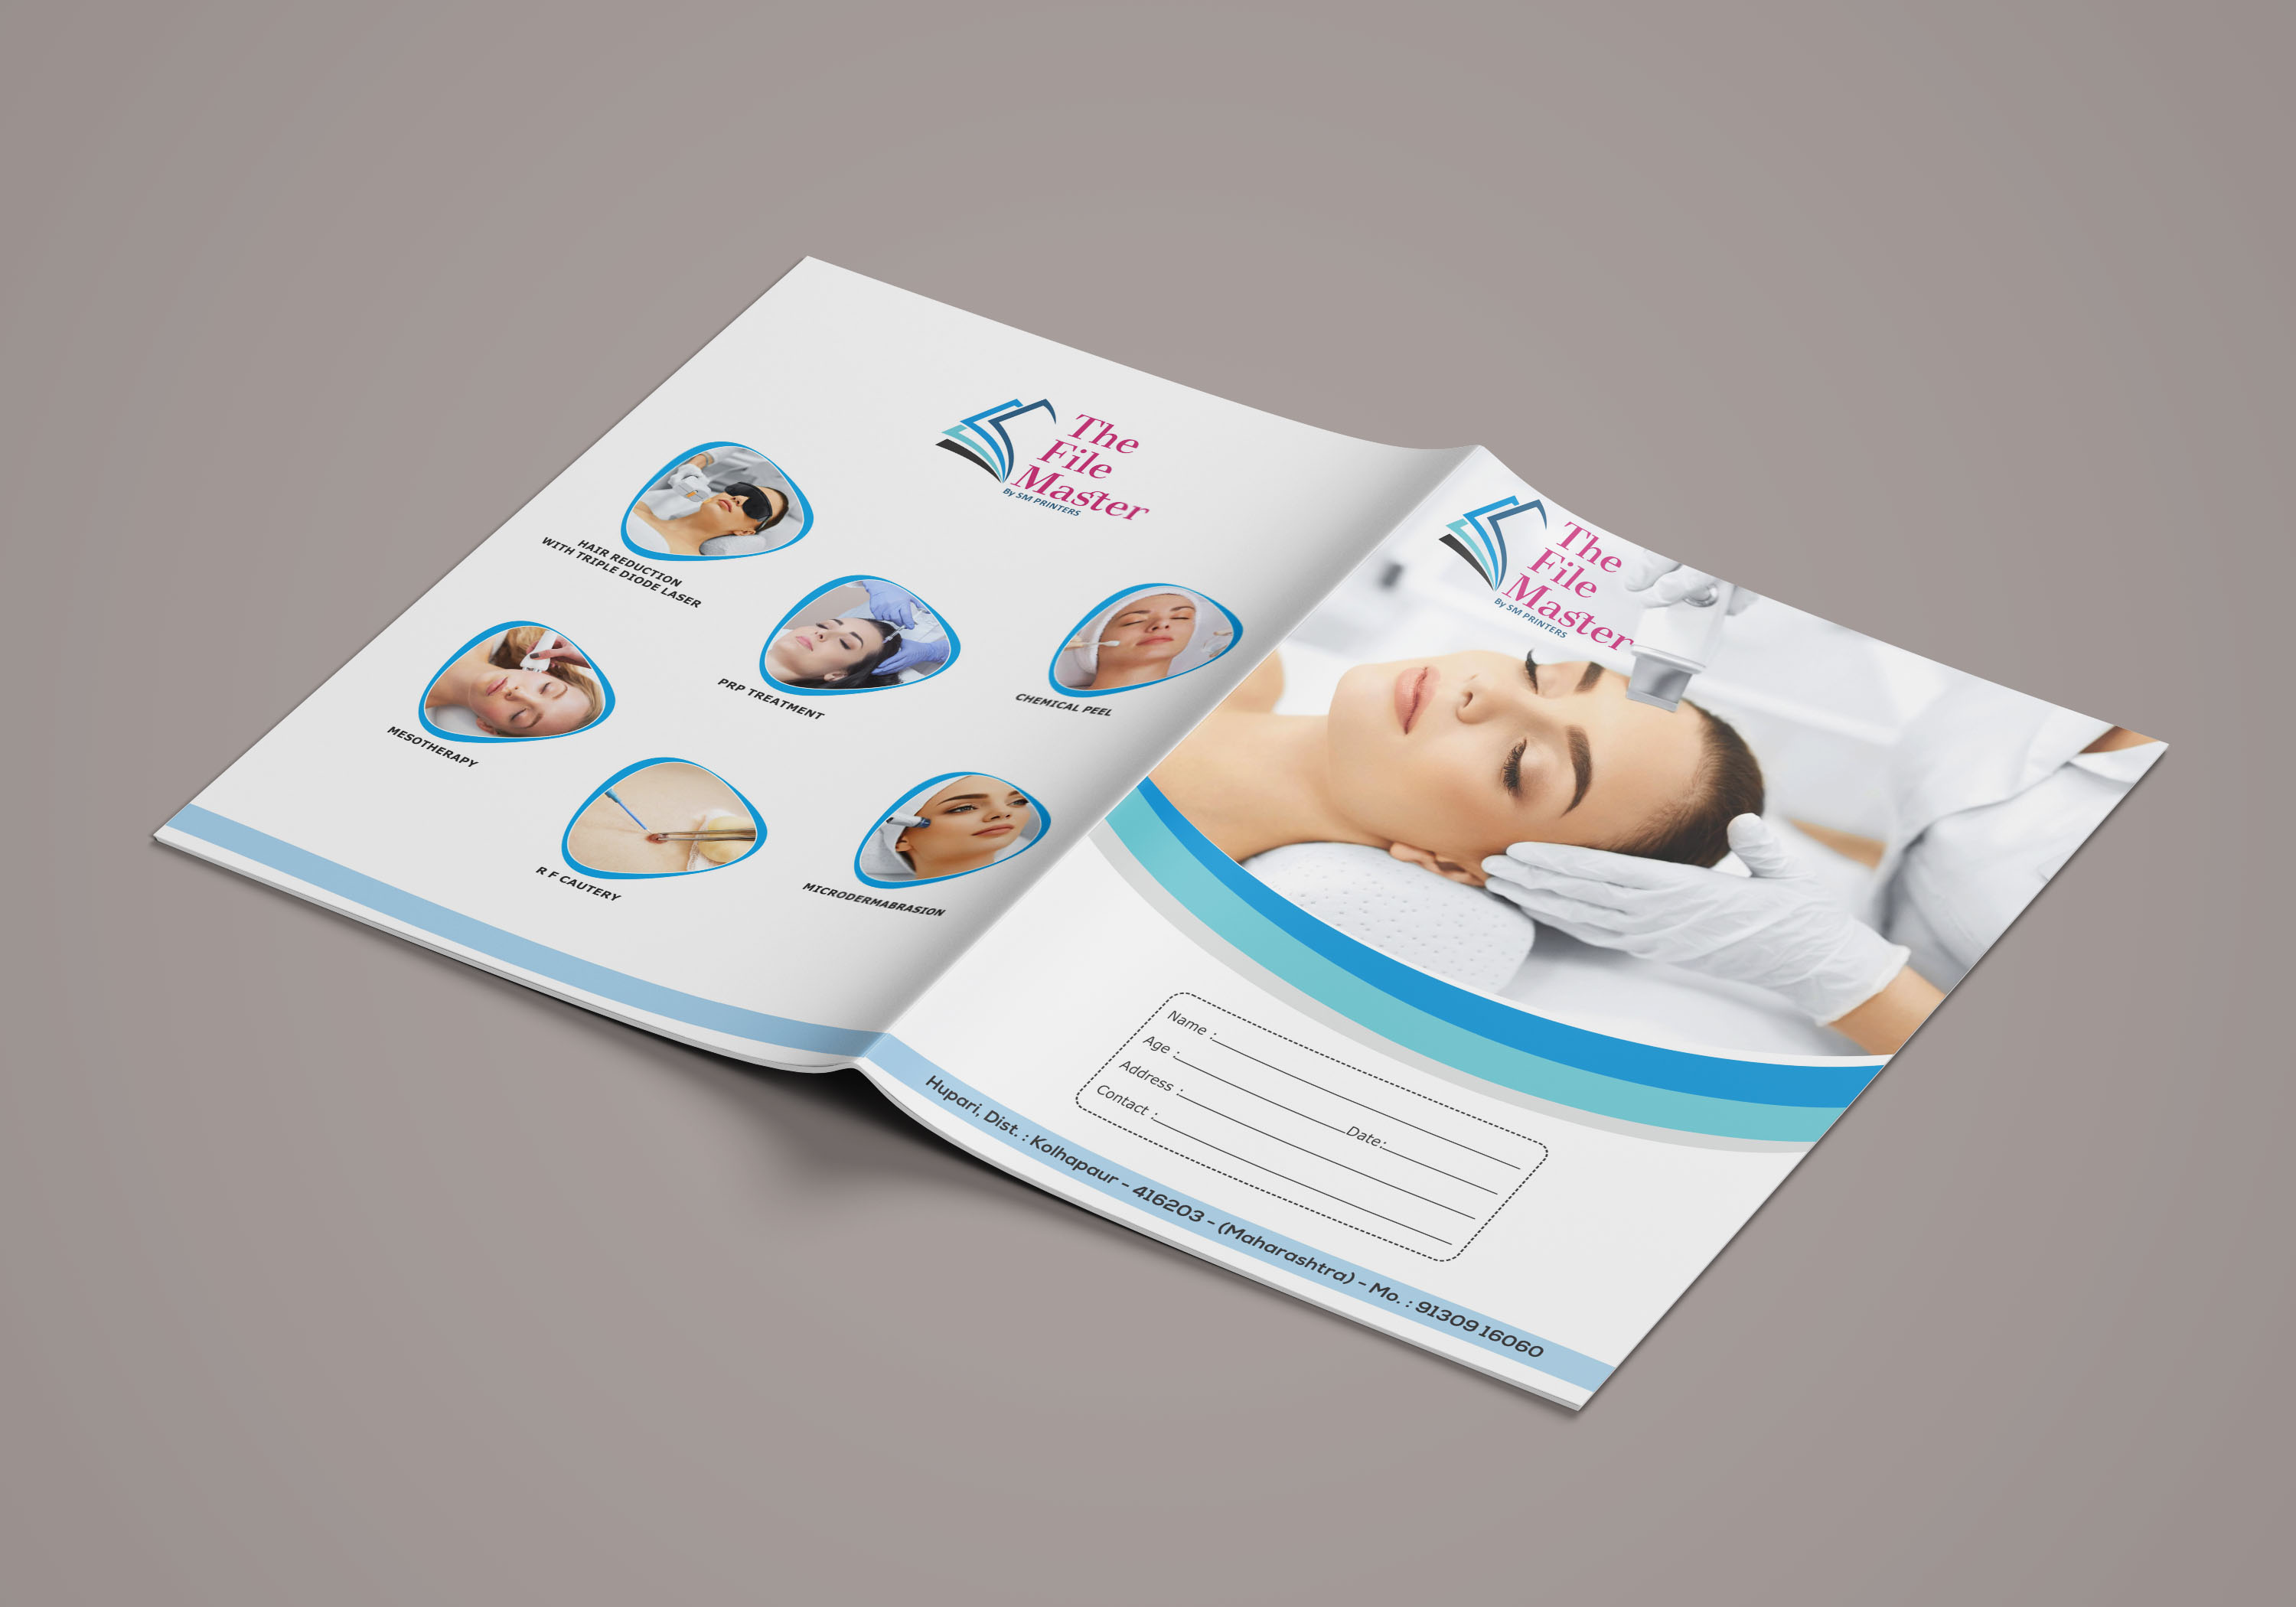 The
File
Master
By SM PRINTERS
HAIR REDUCTION
WITH TRIPLE DIODE LASER
PRP TREATMENT
CHEMICAL PEEL
MESOTHERAPY
R F CAUTERY
MICRODERMABRASION
The
File
Master
By SM PRINTERS
Name :
Age :
Address : Date:
Contact :
Hupari, Dist. : Kolhapaur - 416203 - (Maharashtra) - Mo. : 91309 16060